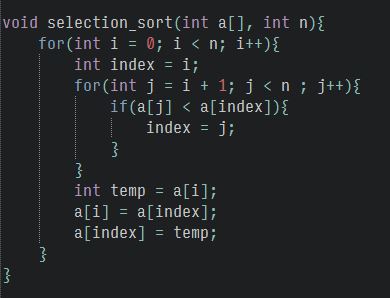 void selection_sort(int a[], int n){
    for(int i = 0; i < n; i++){
        int index = i;
        for(int j = i + 1; j < n ; j++){
            if(a[j] < a[index]){
                index = j;
            }
        }
        int temp = a[i];
        a[i] = a[index];
        a[index] = temp;
    }
}